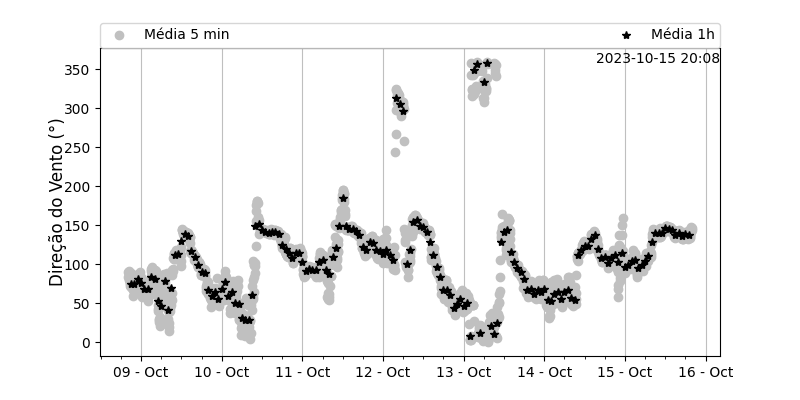 Média 5 min
Média 1h
2023-10-15 20:08
Direção do Vento (°)
350
300
250
200
150
100
50
0
09 - Oct
10 - Oct
11 - Oct
12 - Oct
13 - Oct
14 - Oct
15 - Oct
16 - Oct